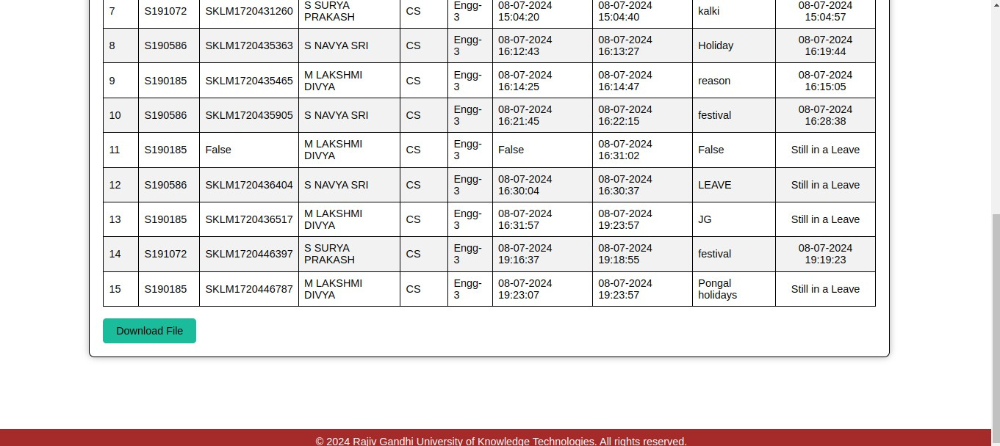 7 S191072 SKLM1720431260 S SURYA PRAKASH CS Engg-3 08-07-2024 15:04:20 08-07-2024 15:04:40 kalki 08-07-2024 15:04:57
8 S190586 SKLM1720435363 S NAVYA SRI CS Engg-3 08-07-2024 16:12:43 08-07-2024 16:13:27 Holiday 08-07-2024 16:19:44
9 S190185 SKLM1720435465 M LAKSHMI DIVYA CS Engg-3 08-07-2024 16:14:25 08-07-2024 16:14:47 reason 08-07-2024 16:15:05
10 S190586 SKLM1720435905 S NAVYA SRI CS Engg-3 08-07-2024 16:21:45 08-07-2024 16:22:15 festival 08-07-2024 16:28:38
11 S190185 False M LAKSHMI DIVYA CS Engg-3 False 08-07-2024 16:31:02 False Still in a Leave
12 S190586 SKLM1720436404 S NAVYA SRI CS Engg-3 08-07-2024 16:30:04 08-07-2024 16:30:37 LEAVE Still in a Leave
13 S190185 SKLM1720436517 M LAKSHMI DIVYA CS Engg-3 08-07-2024 16:31:57 08-07-2024 19:23:57 JG Still in a Leave
14 S191072 SKLM1720446397 S SURYA PRAKASH CS Engg-3 08-07-2024 19:16:37 08-07-2024 19:18:55 festival 08-07-2024 19:19:23
15 S190185 SKLM1720446787 M LAKSHMI DIVYA CS Engg-3 08-07-2024 19:23:07 08-07-2024 19:23:57 Pongal holidays Still in a Leave
Download File
© 2024 Rajiv Gandhi University of Knowledge Technologies. All rights reserved.